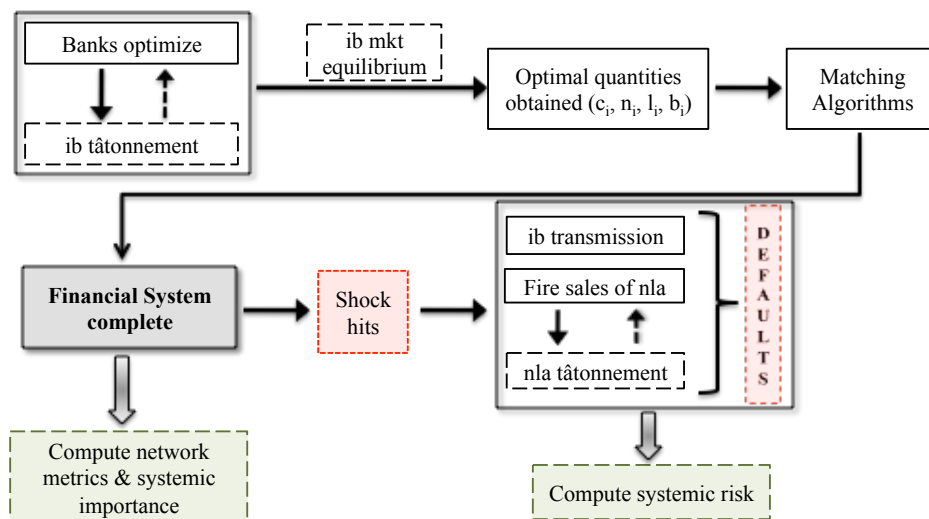 Banks optimize
ib tâtonnement
ib mkt
equilibrium
Optimal quantities
obtained (cᵢ, nᵢ, lᵢ, bᵢ)
Matching
Algorithms
Financial System
complete
Shock
hits
ib transmission
Fire sales of nla
nla tâtonnement
DEFAULTS
Compute network
metrics & systemic
importance
Compute systemic risk